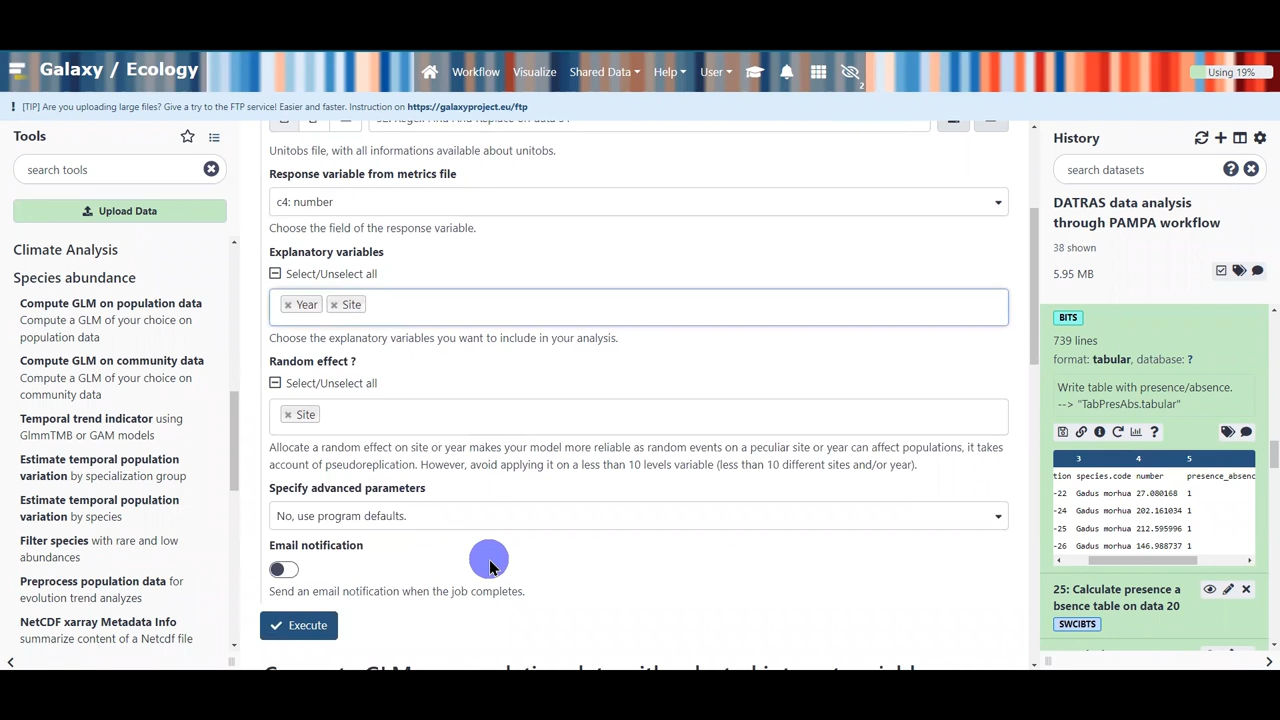 Galaxy / Ecology
Workflow
Visualize
Shared Data
Help
User
2
Using 19%
! [TIP] Are you uploading large files? Give a try to the FTP service! Easier and faster. Instruction on https://galaxyproject.eu/ftp
Tools
search tools
Upload Data
Climate Analysis
Species abundance
Compute GLM on population data
Compute a GLM of your choice on
population data
Compute GLM on community data
Compute a GLM of your choice on
community data
Temporal trend indicator using
GlmmTMB or GAM models
Estimate temporal population
variation by specialization group
Estimate temporal population
variation by species
Filter species with rare and low
abundances
Preprocess population data for
evolution trend analyzes
NetCDF xarray Metadata Info
summarize content of a Netcdf file
Unitobs file, with all informations available about unitobs.
Response variable from metrics file
c4: number
Choose the field of the response variable.
Explanatory variables
Select/Unselect all
× Year × Site
Choose the explanatory variables you want to include in your analysis.
Random effect ?
Select/Unselect all
× Site
Allocate a random effect on site or year makes your model more reliable as random events on a peculiar site or year can affect populations, it takes
account of pseudoreplication. However, avoid applying it on a less than 10 levels variable (less than 10 different sites and/or year).
Specify advanced parameters
No, use program defaults.
Email notification
Send an email notification when the job completes.
Execute
History
search datasets
DATRAS data analysis
through PAMPA workflow
38 shown
5.95 MB
BITS
739 lines
format: tabular, database: ?
Write table with presence/absence.
--> "TabPresAbs.tabular"
3 4 5
tion species.code number presence_absenc
-22 Gadus morhua 27.080168 1
-24 Gadus morhua 202.161034 1
-25 Gadus morhua 212.595996 1
-26 Gadus morhua 146.988737 1
25: Calculate presence a
bsence table on data 20
SWCIBTS